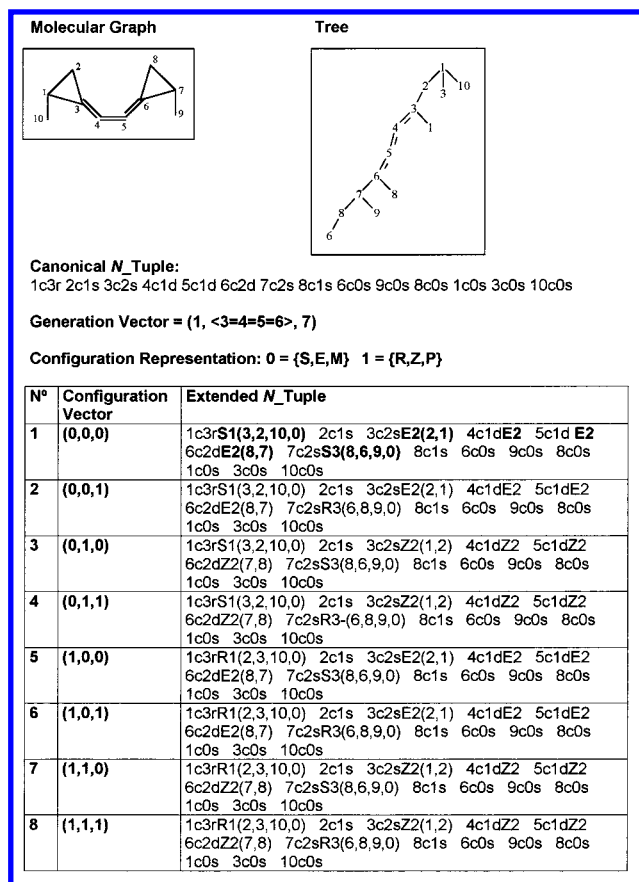 Molecular Graph Tree
2
8
1
7
3
6
4
5
10
9
1
2
3
10
3
4
1
5
6
7
8
8
9
6
Canonical N_Tuple:
1c3r 2c1s 3c2s 4c1d 5c1d 6c2d 7c2s 8c1s 6c0s 9c0s 8c0s 1c0s 3c0s 10c0s
Generation Vector = (1, <3=4=5=6>, 7)
Configuration Representation: 0 = {S,E,M} 1 = {R,Z,P}
Nº Configuration Vector Extended N_Tuple
1 (0,0,0) 1c3rS1(3,2,10,0) 2c1s 3c2sE2(2,1) 4c1dE2 5c1d E2
6c2dE2(8,7) 7c2sS3(8,6,9,0) 8c1s 6c0s 9c0s 8c0s
1c0s 3c0s 10c0s
2 (0,0,1) 1c3rS1(3,2,10,0) 2c1s 3c2sE2(2,1) 4c1dE2 5c1dE2
6c2dE2(8,7) 7c2sR3(6,8,9,0) 8c1s 6c0s 9c0s 8c0s
1c0s 3c0s 10c0s
3 (0,1,0) 1c3rS1(3,2,10,0) 2c1s 3c2sZ2(1,2) 4c1dZ2 5c1dZ2
6c2dZ2(7,8) 7c2sS3(8,6,9,0) 8c1s 6c0s 9c0s 8c0s
1c0s 3c0s 10c0s
4 (0,1,1) 1c3rS1(3,2,10,0) 2c1s 3c2sZ2(1,2) 4c1dZ2 5c1dZ2
6c2dZ2(7,8) 7c2sR3-(6,8,9,0) 8c1s 6c0s 9c0s 8c0s
1c0s 3c0s 10c0s
5 (1,0,0) 1c3rR1(2,3,10,0) 2c1s 3c2sE2(2,1) 4c1dE2 5c1dE2
6c2dE2(8,7) 7c2sS3(8,6,9,0) 8c1s 6c0s 9c0s 8c0s
1c0s 3c0s 10c0s
6 (1,0,1) 1c3rR1(2,3,10,0) 2c1s 3c2sE2(2,1) 4c1dE2 5c1dE2
6c2dE2(8,7) 7c2sR3(6,8,9,0) 8c1s 6c0s 9c0s 8c0s
1c0s 3c0s 10c0s
7 (1,1,0) 1c3rR1(2,3,10,0) 2c1s 3c2sZ2(1,2) 4c1dZ2 5c1dZ2
6c2dZ2(7,8) 7c2sS3(8,6,9,0) 8c1s 6c0s 9c0s 8c0s
1c0s 3c0s 10c0s
8 (1,1,1) 1c3rR1(2,3,10,0) 2c1s 3c2sZ2(1,2) 4c1dZ2 5c1dZ2
6c2dZ2(7,8) 7c2sR3(6,8,9,0) 8c1s 6c0s 9c0s 8c0s
1c0s 3c0s 10c0s